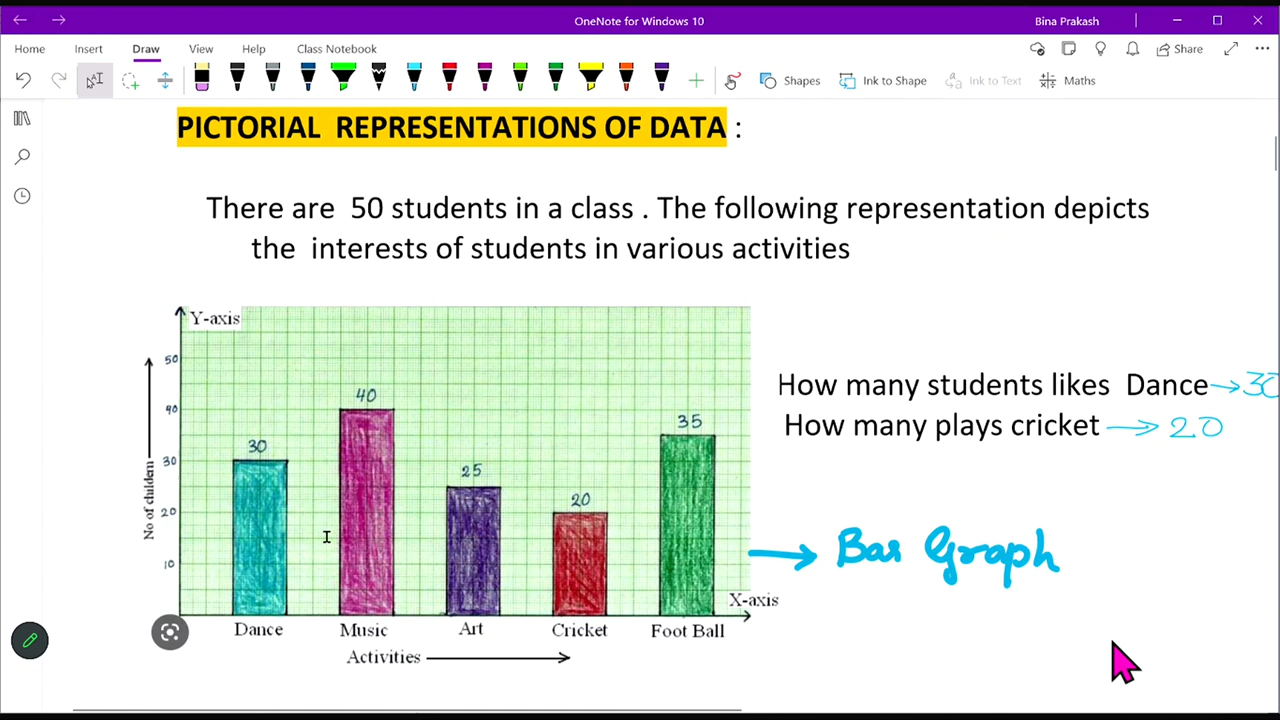 OneNote for Windows 10
Bina Prakash
Home Insert Draw View Help Class Notebook
Share
Shapes Ink to Shape Ink to Text Maths
PICTORIAL REPRESENTATIONS OF DATA :
There are 50 students in a class . The following representation depicts
the interests of students in various activities
Y-axis
No of childern
50
40
30
20
10
30
40
25
20
35
Dance Music Art Cricket Foot Ball
X-axis
Activities
How many students likes Dance → 30
How many plays cricket → 20
→ Bar Graph